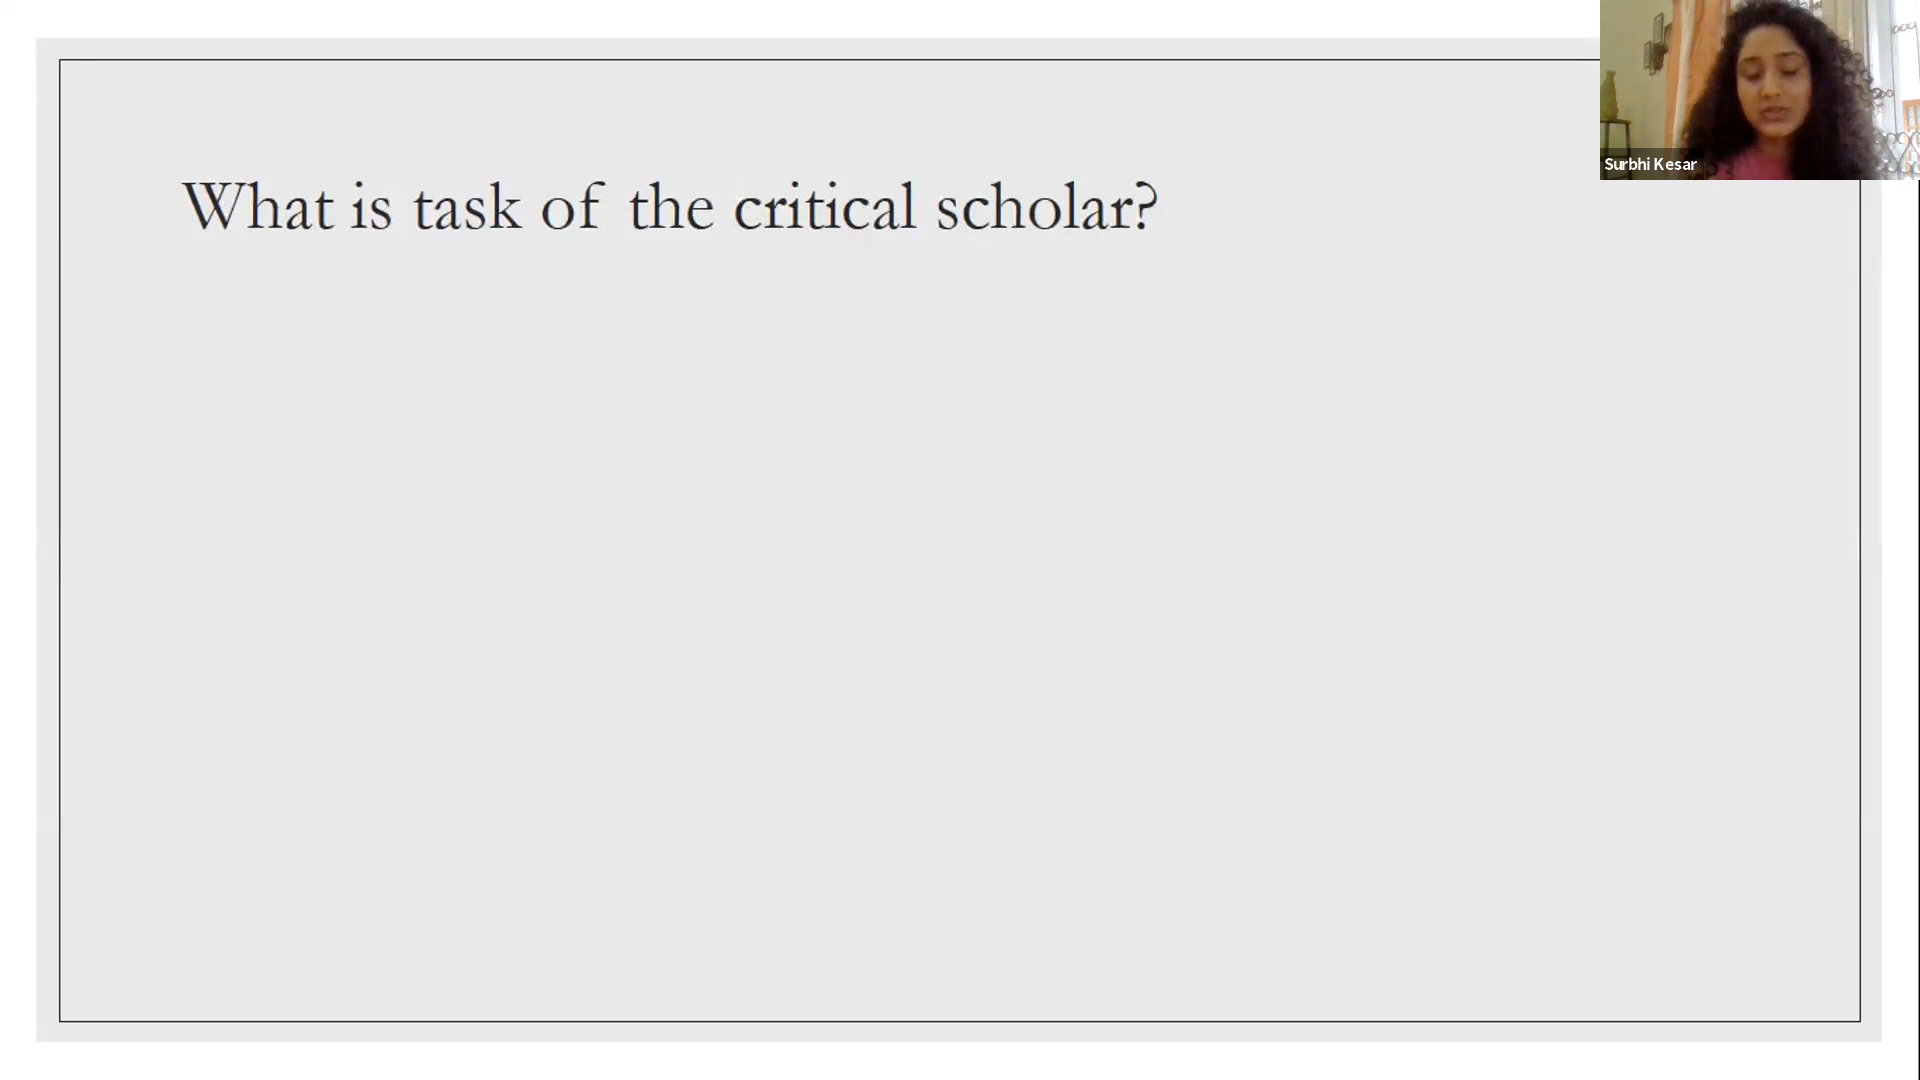 What is task of the critical scholar?
Surbhi Kesar